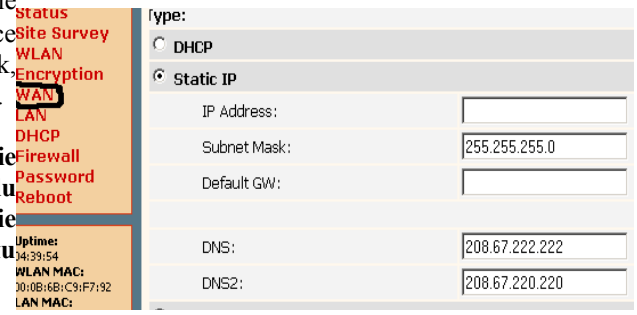 Status
Site Survey
WLAN
Encryption
WAN
LAN
DHCP
Firewall
Password
Reboot
Uptime:
04:39:54
WLAN MAC:
00:0B:6B:C9:F7:92
LAN MAC:
Type:
DHCP
Static IP
IP Address:
Subnet Mask: 255.255.255.0
Default GW:
DNS: 208.67.222.222
DNS2: 208.67.220.220